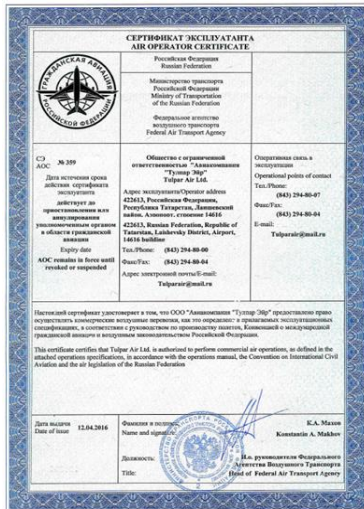 СЕРТИФИКАТ ЭКСПЛУАТАНТА
AIR OPERATOR CERTIFICATE
ГРАЖДАНСКАЯ АВИАЦИЯ
РОССИЙСКОЙ ФЕДЕРАЦИИ
Российская Федерация
Russian Federation
Министерство транспорта
Российской Федерации
Ministry of Transportation
of the Russian Federation
Федеральное агентство
воздушного транспорта
Federal Air Transport Agency
СЭ
АОС
№ 359
Дата истечения срока
действия сертификата
эксплуатанта
действует до
приостановления или
аннулирования
уполномоченным органом
в области гражданской
авиации
Expiry date
AOC remains in force until
revoked or suspended
Общество с ограниченной
ответственностью "Авиакомпания
"Тулпар Эйр"
Tulpar Air Ltd.
Адрес эксплуатанта/Operator address
422613, Российская Федерация,
Республика Татарстан, Лаишевский
район, Аэропорт, строение 14616
422613, Russian Federation, Republic of
Tatarstan, Laishevsky District, Airport,
14616 building
Тел./Phone: (843) 294-80-00
Факс/Fax: (843) 294-80-04
Адрес электронной почты/E-mail:
Tulparair@mail.ru
Оперативная связь в
эксплуатации
Operational points of contact
Тел./Phone:
(843) 294-80-07
Факс/Fax:
(843) 294-80-04
E-mail:
Tulparair@mail.ru
Настоящий сертификат удостоверяет в том, что ООО "Авиакомпания "Тулпар Эйр" предоставлено право
осуществлять коммерческие воздушные перевозки, как это определено в прилагаемых эксплуатационных
спецификациях, в соответствии с руководством по производству полетов, Конвенцией о международной
гражданской авиации и воздушным законодательством Российской Федерации.
This certificate certifies that Tulpar Air Ltd. is authorized to perform commercial air operations, as defined in the
attached operations specifications, in accordance with the operations manual, the Convention on International Civil
Aviation and the air legislation of the Russian Federation
Дата выдачи
Date of issue
12.04.2016
Фамилия и подпись
Name and signature:
К.А. Махов
Konstantin A. Makhov
Должность:
Title:
И.о. руководителя Федерального
Агентства Воздушного Транспорта
Head of Federal Air Transport Agency